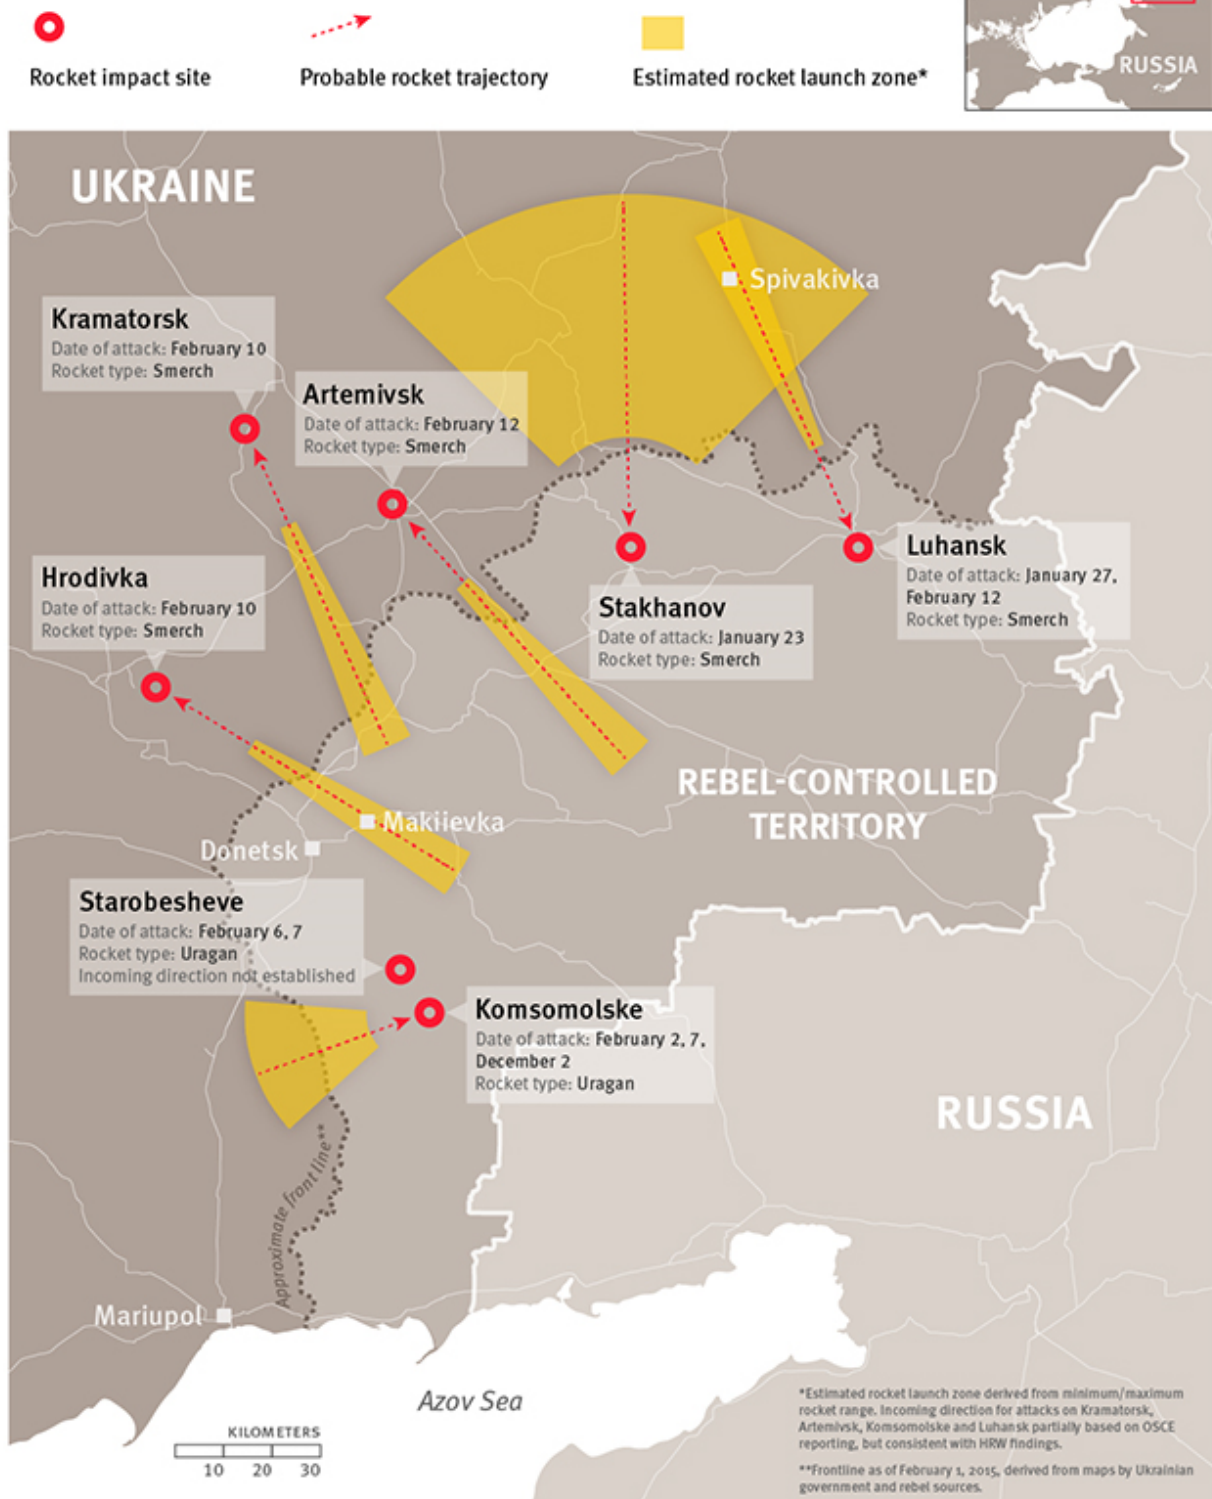 RUSSIA
Rocket impact site
Probable rocket trajectory
Estimated rocket launch zone*
UKRAINE
Spivakivka
Kramatorsk
Date of attack: February 10
Rocket type: Smerch
Artemivsk
Date of attack: February 12
Rocket type: Smerch
Luhansk
Date of attack: January 27,
February 12
Rocket type: Smerch
Hrodivka
Date of attack: February 10
Rocket type: Smerch
Stakhanov
Date of attack: January 23
Rocket type: Smerch
REBEL-CONTROLLED
TERRITORY
Makiievka
Donetsk
Starobesheve
Date of attack: February 6, 7
Rocket type: Uragan
Incoming direction not established
Komsomolske
Date of attack: February 2, 7,
December 2
Rocket type: Uragan
RUSSIA
Approximate front line**
Mariupol
Azov Sea
KILOMETERS
10 20 30
*Estimated rocket launch zone derived from minimum/maximum
rocket range. Incoming direction for attacks on Kramatorsk,
Artemivsk, Komsomolske and Luhansk partially based on OSCE
reporting, but consistent with HRW findings.
**Frontline as of February 1, 2015, derived from maps by Ukrainian
government and rebel sources.